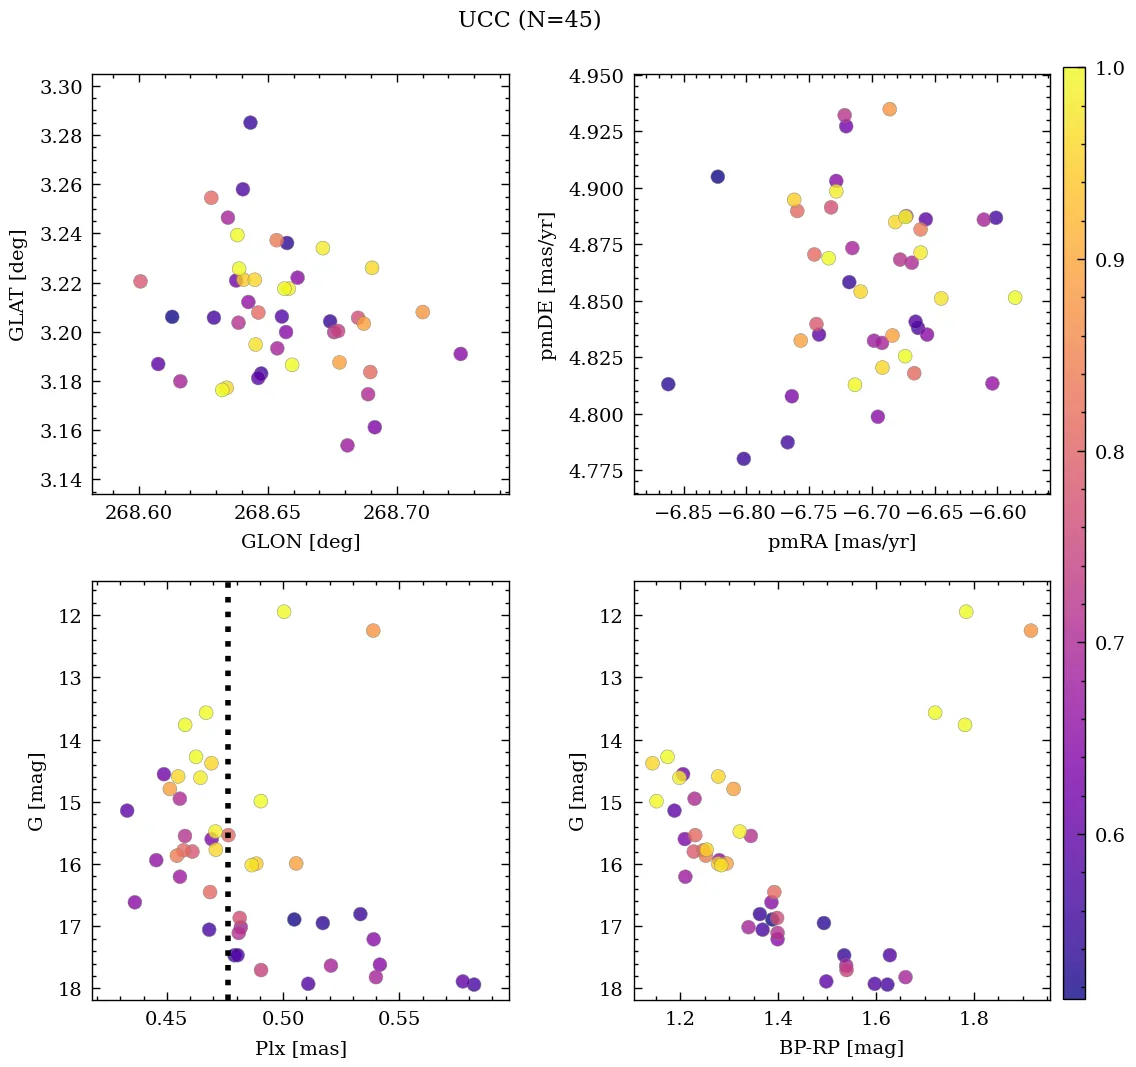 UCC (N=45)
3.30
3.28
3.26
3.24
3.22
3.20
3.18
3.16
3.14
GLAT [deg]
268.60 268.65 268.70
GLON [deg]
4.950
4.925
4.900
4.875
4.850
4.825
4.800
4.775
pmDE [mas/yr]
−6.85 −6.80 −6.75 −6.70 −6.65 −6.60
pmRA [mas/yr]
12
13
14
15
16
17
18
G [mag]
0.45 0.50 0.55
Plx [mas]
12
13
14
15
16
17
18
G [mag]
1.2 1.4 1.6 1.8
BP-RP [mag]
1.0
0.9
0.8
0.7
0.6